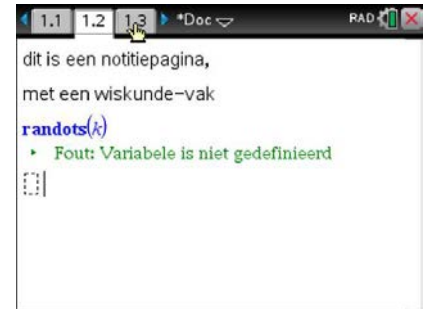 1.1 1.2 1.3 *Doc RAD
dit is een notitiepagina,
met een wiskunde-vak
randots(k)
▸ Fout: Variabele is niet gedefinieerd